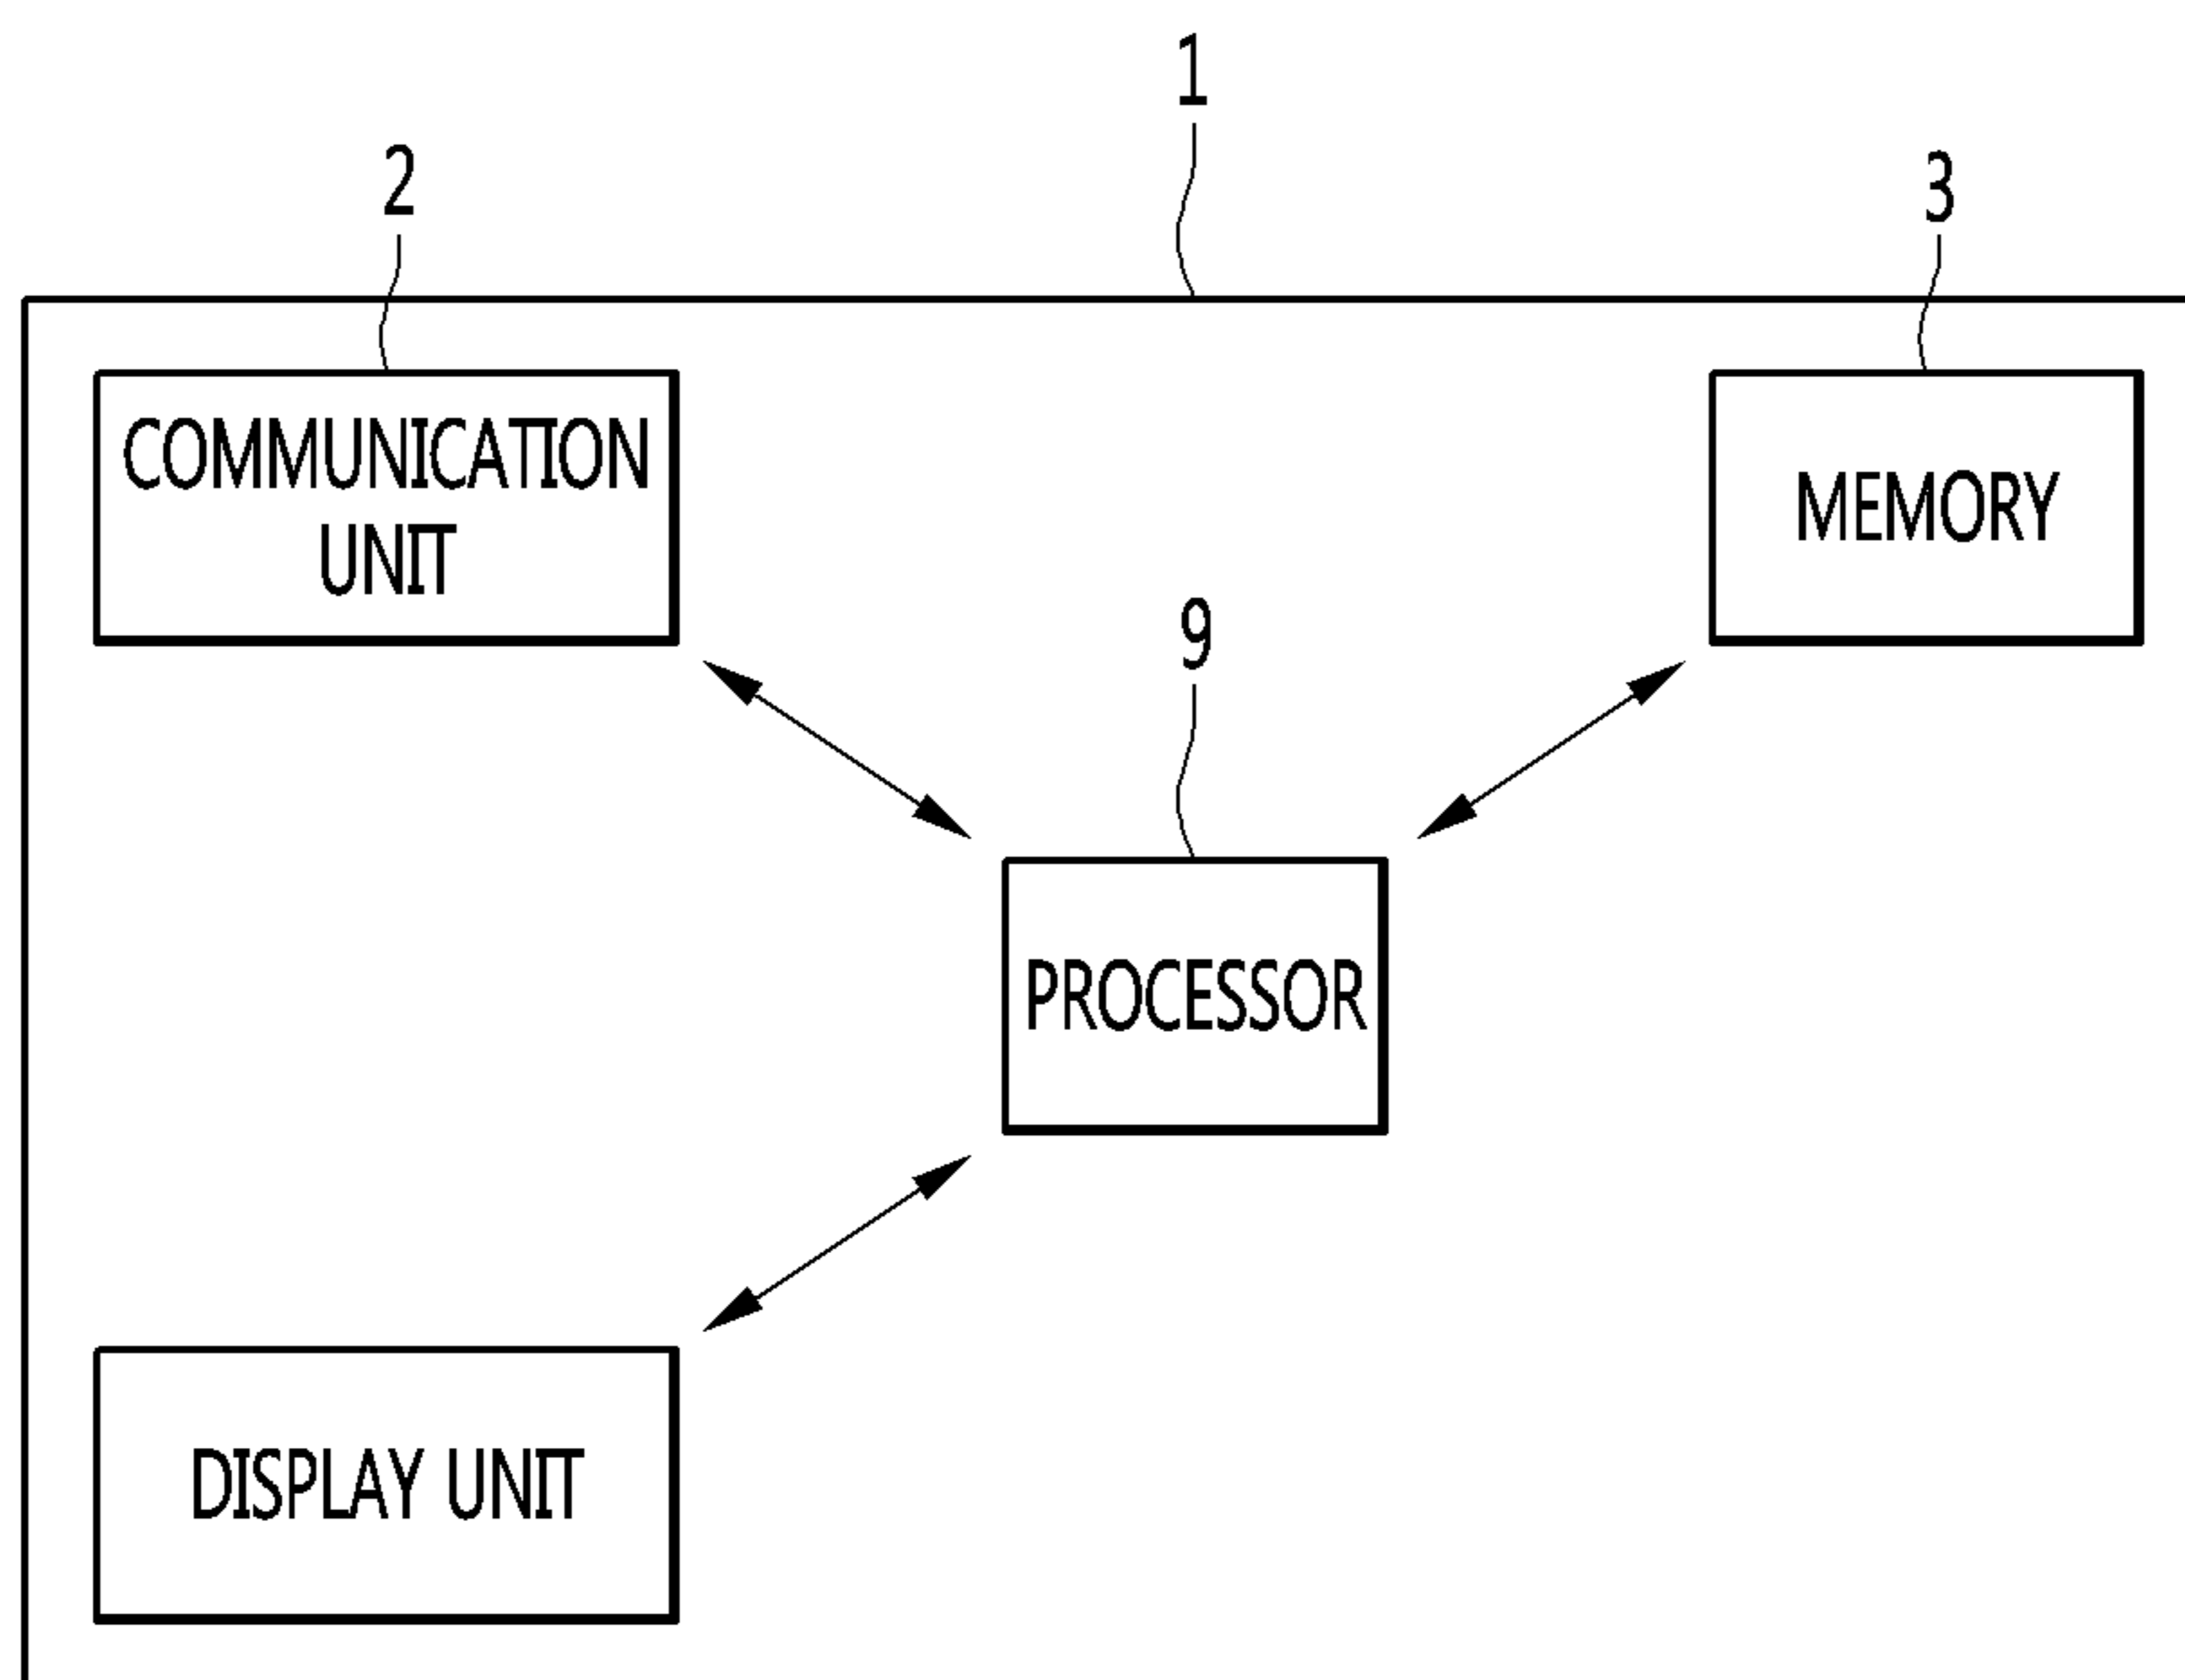 1
2
3
COMMUNICATION
UNIT
MEMORY
9
PROCESSOR
DISPLAY UNIT